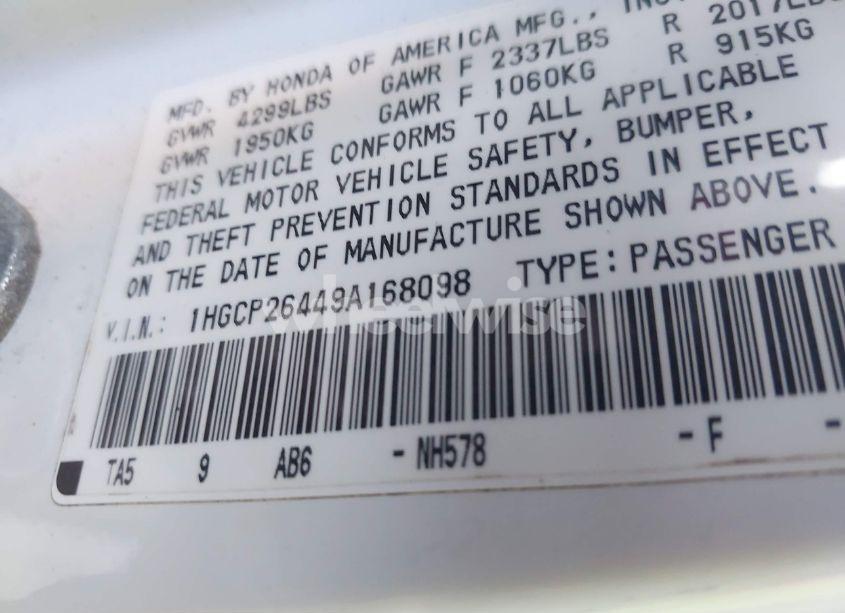 MFD. BY HONDA OF AMERICA MFG., INC.
GVWR 4299LBS GAWR F 2337LBS R 2017LBS
GVWR 1950KG GAWR F 1060KG R 915KG
THIS VEHICLE CONFORMS TO ALL APPLICABLE
FEDERAL MOTOR VEHICLE SAFETY, BUMPER,
AND THEFT PREVENTION STANDARDS IN EFFECT
ON THE DATE OF MANUFACTURE SHOWN ABOVE.
V.I.N.: 1HGCP26449A168098 TYPE: PASSENGER
wheelwise
TA5 9 AB6 -NH578 -F -